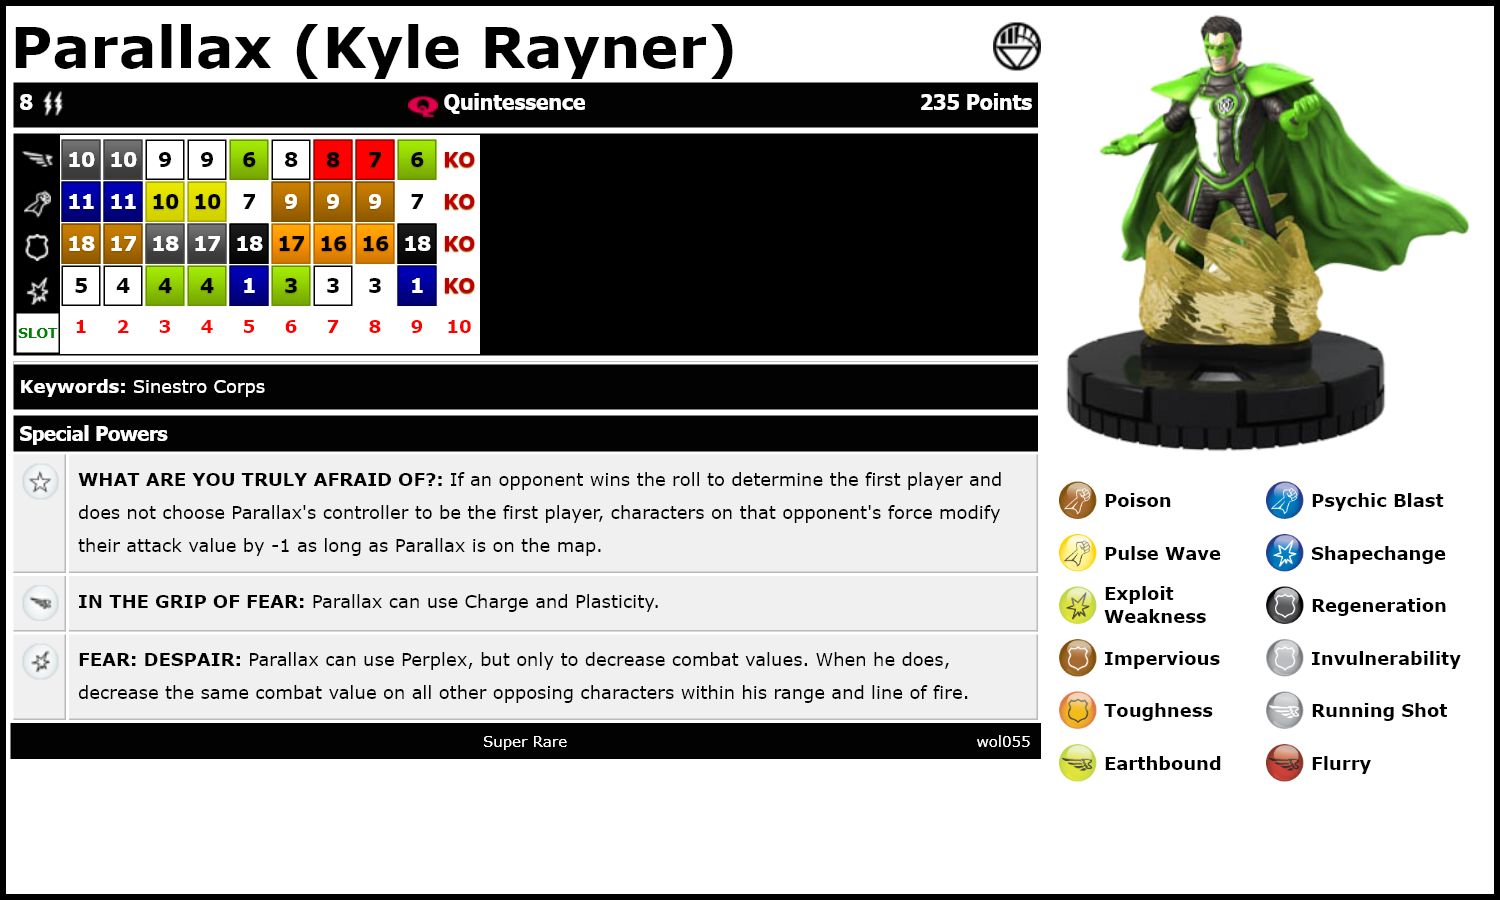 Parallax (Kyle Rayner)
8 Quintessence 235 Points
10 10 9 9 6 8 8 7 6 KO
11 11 10 10 7 9 9 9 7 KO
18 17 18 17 18 17 16 16 18 KO
5 4 4 4 1 3 3 3 1 KO
SLOT 1 2 3 4 5 6 7 8 9 10
Keywords: Sinestro Corps
Special Powers
WHAT ARE YOU TRULY AFRAID OF?: If an opponent wins the roll to determine the first player and
does not choose Parallax's controller to be the first player, characters on that opponent's force modify
their attack value by -1 as long as Parallax is on the map.
IN THE GRIP OF FEAR: Parallax can use Charge and Plasticity.
FEAR: DESPAIR: Parallax can use Perplex, but only to decrease combat values. When he does,
decrease the same combat value on all other opposing characters within his range and line of fire.
Super Rare wol055
Poison Psychic Blast
Pulse Wave Shapechange
Exploit
Weakness Regeneration
Impervious Invulnerability
Toughness Running Shot
Earthbound Flurry